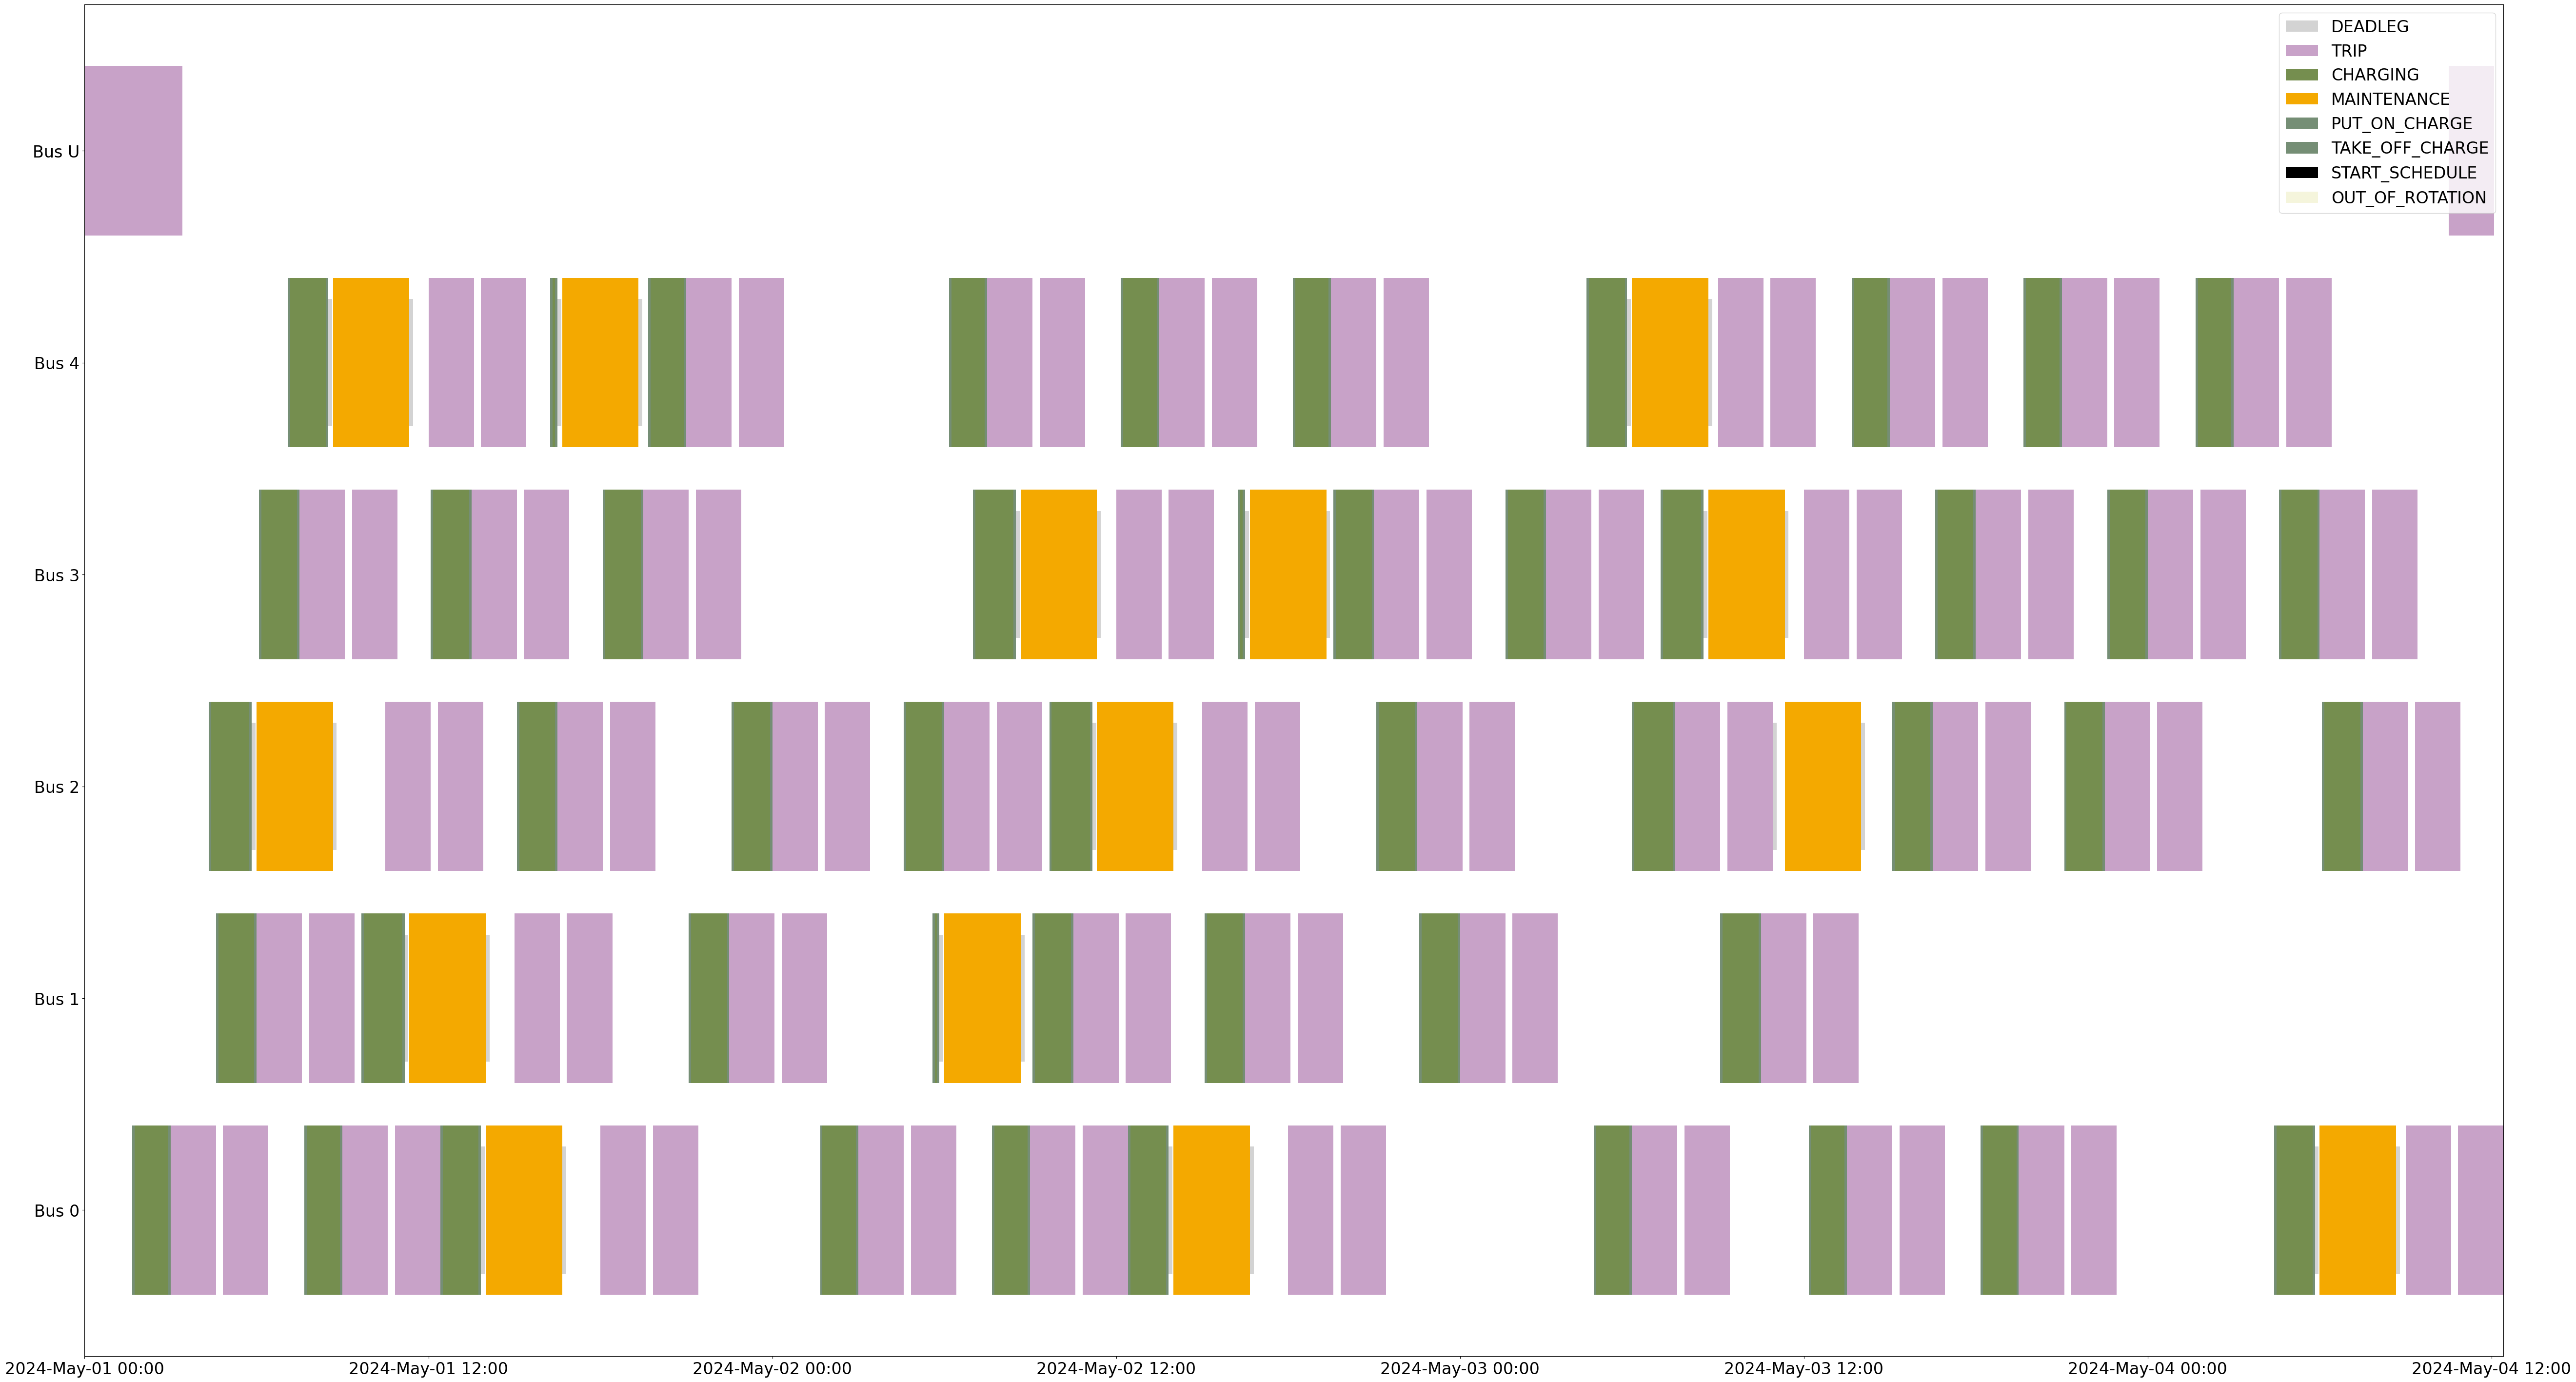 DEADLEG
TRIP
CHARGING
MAINTENANCE
PUT_ON_CHARGE
TAKE_OFF_CHARGE
START_SCHEDULE
OUT_OF_ROTATION
Bus U
Bus 4
Bus 3
Bus 2
Bus 1
Bus 0
2024-May-01 00:00 2024-May-01 12:00 2024-May-02 00:00 2024-May-02 12:00 2024-May-03 00:00 2024-May-03 12:00 2024-May-04 00:00 2024-May-04 12:00